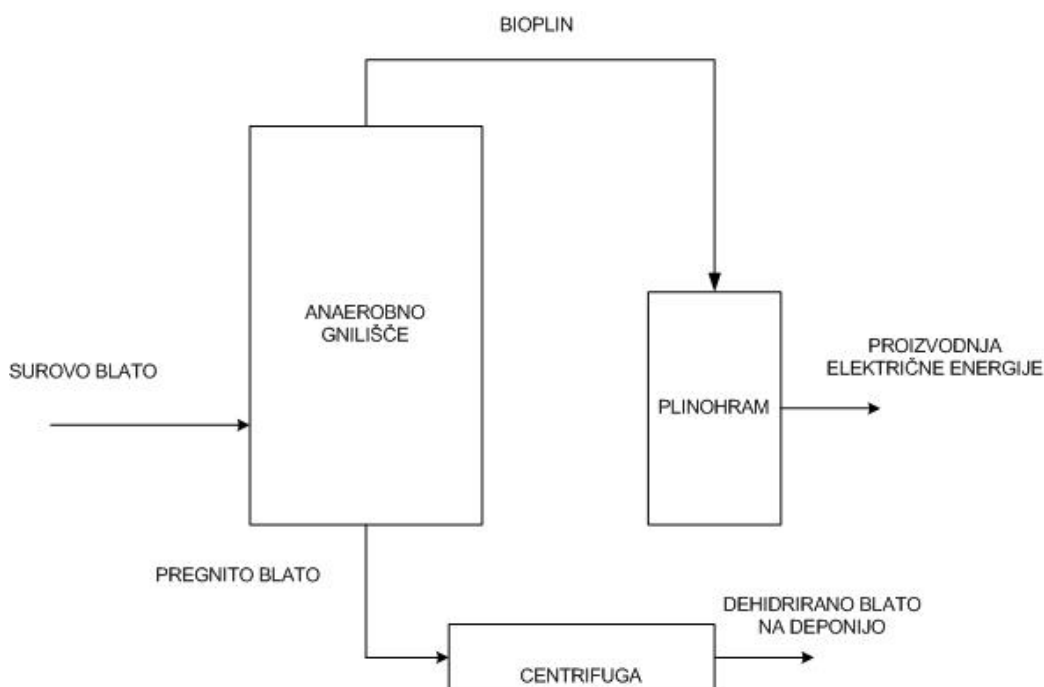 BIOPLIN
ANAEROBNO
GNILIŠČE
SUROVO BLATO
PROIZVODNJA
ELEKTRIČNE ENERGIJE
PLINOHRAM
PREGNITO BLATO
DEHIDRIRANO BLATO
NA DEPONIJO
CENTRIFUGA